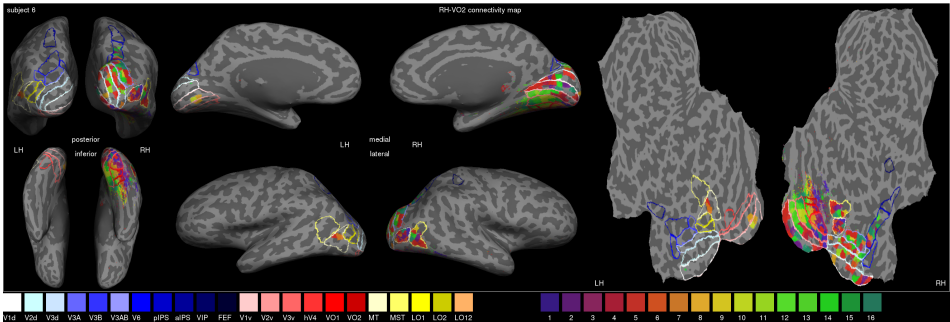 subject 6
RH-VO2 connectivity map
posterior
LH
medial
RH
LH
inferior
RH
lateral
LH
RH
V1d V2d V3d V3A V3B V3AB V6 pIPS aIPS VIP FEF V1v V2v V3v hV4 VO1 VO2 MT MST LO1 LO2 LO12 1 2 3 4 5 6 7 8 9 10 11 12 13 14 15 16